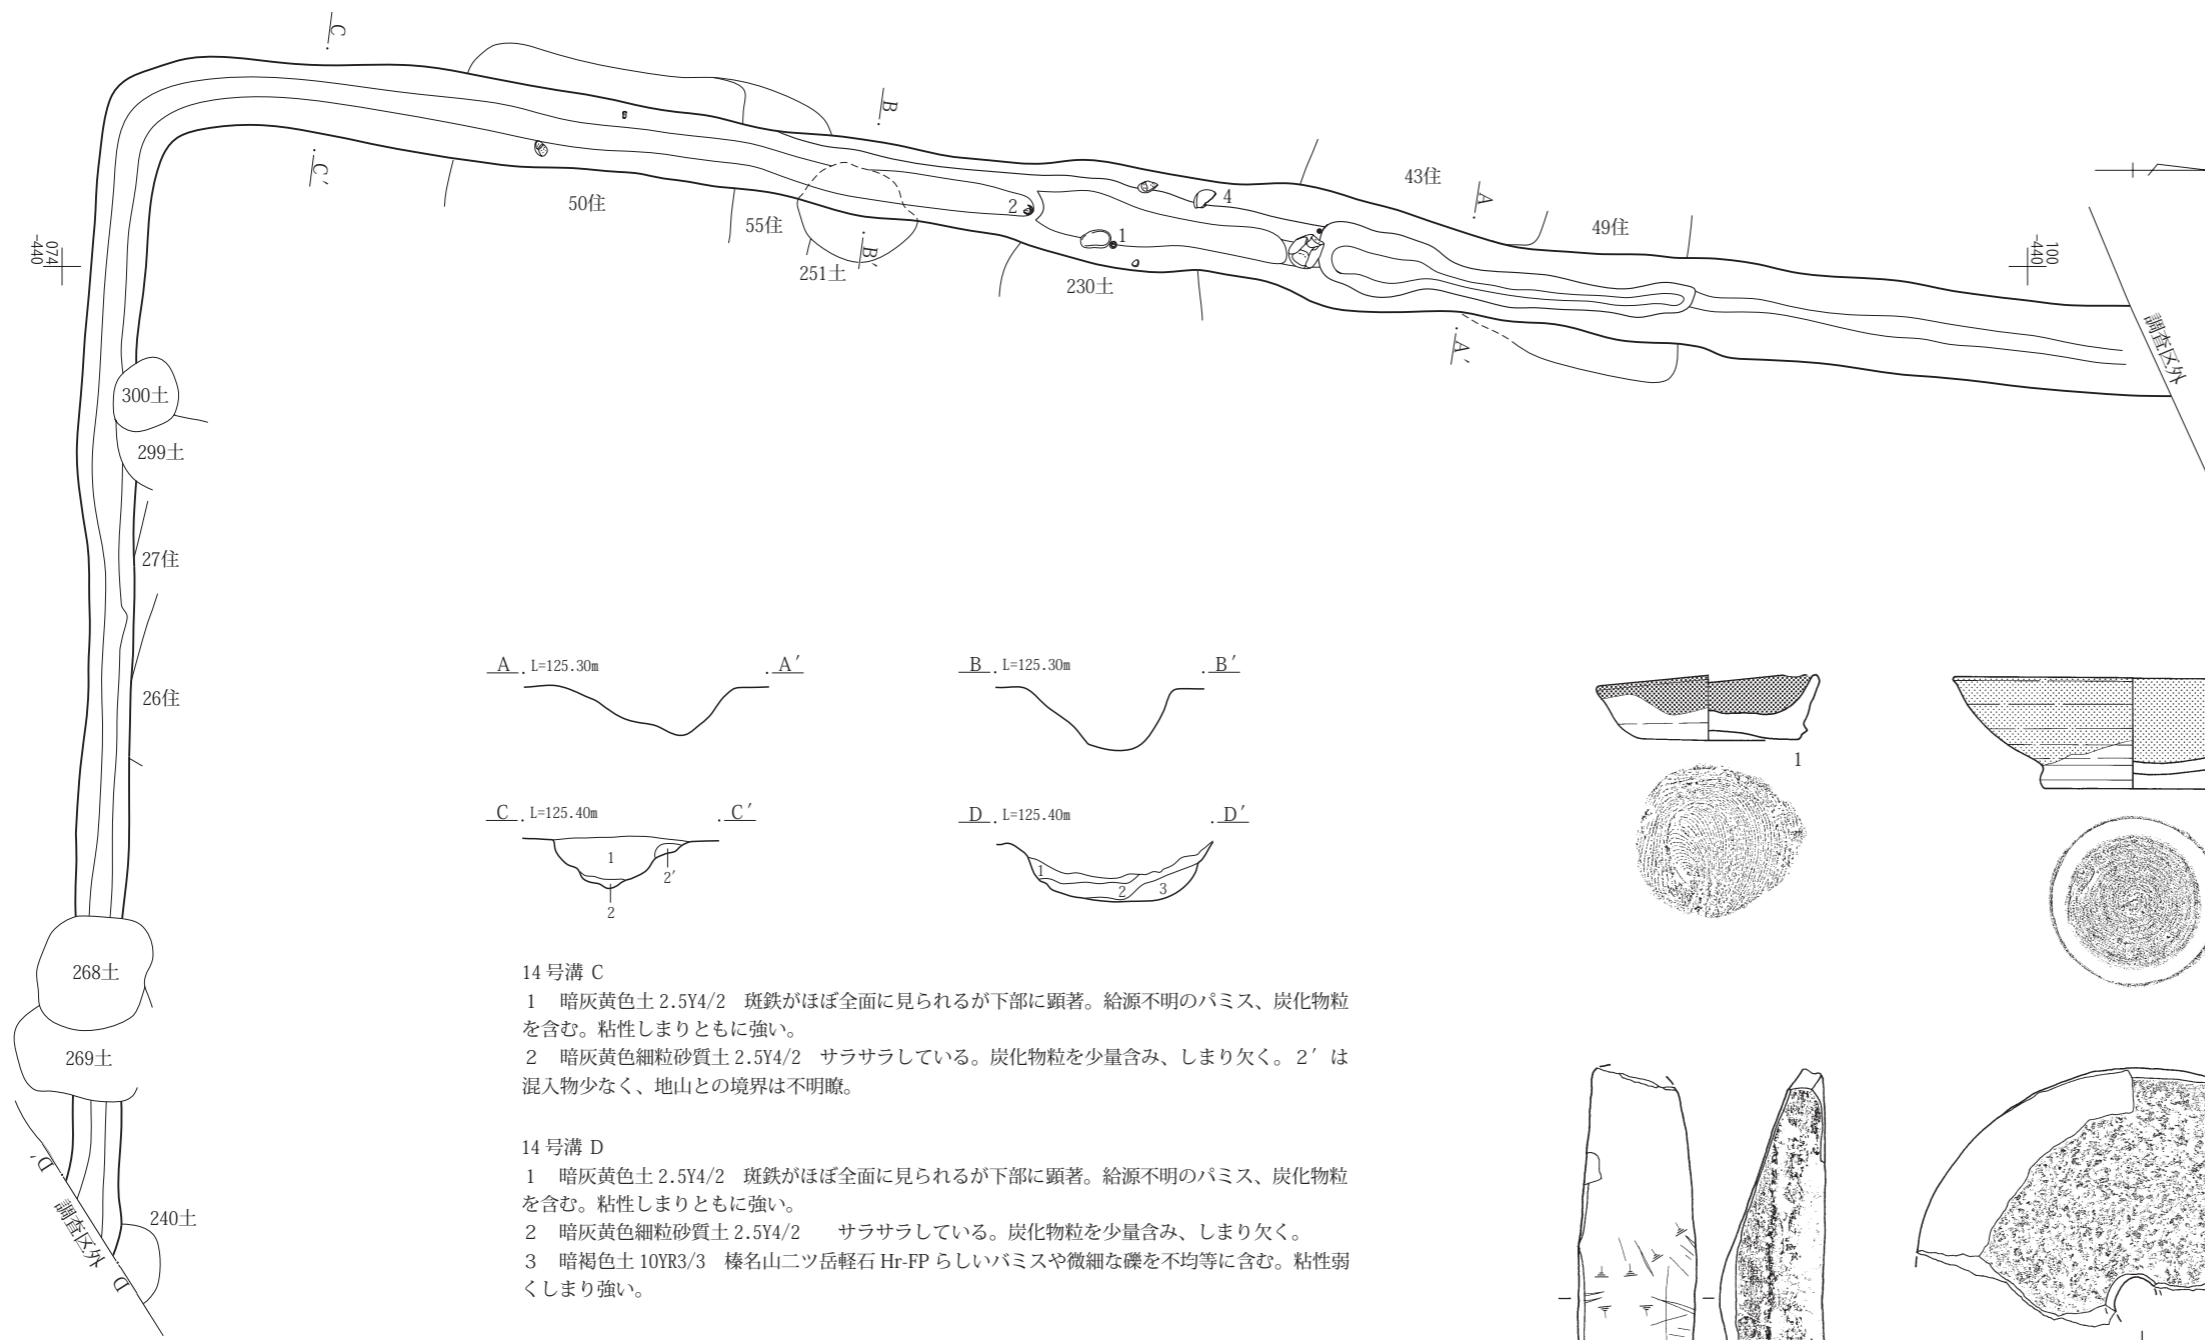 C
B
43住
A
49住
4
50住
2
55住
1
C′
B′
251土
230土
074
-440
100
-440
調査区外
A′
300土
299土
27住
26住
A L=125.30m A′
B L=125.30m B′
1
C L=125.40m C′
1
2′
2
D L=125.40m D′
1
2
3
268土
269土
D′
調査区外
D
240土
14 号溝 C
1 暗灰黄色土 2.5Y4/2 斑鉄がほぼ全面に見られるが下部に顕著。給源不明のパミス、炭化物粒
を含む。粘性しまりともに強い。
2 暗灰黄色細粒砂質土 2.5Y4/2 サラサラしている。炭化物粒を少量含み、しまり欠く。2′は
混入物少なく、地山との境界は不明瞭。
14 号溝 D
1 暗灰黄色土 2.5Y4/2 斑鉄がほぼ全面に見られるが下部に顕著。給源不明のパミス、炭化物粒
を含む。粘性しまりともに強い。
2 暗灰黄色細粒砂質土 2.5Y4/2 サラサラしている。炭化物粒を少量含み、しまり欠く。
3 暗褐色土 10YR3/3 榛名山二ツ岳軽石 Hr-FP らしいバミスや微細な礫を不均等に含む。粘性弱
くしまり強い。